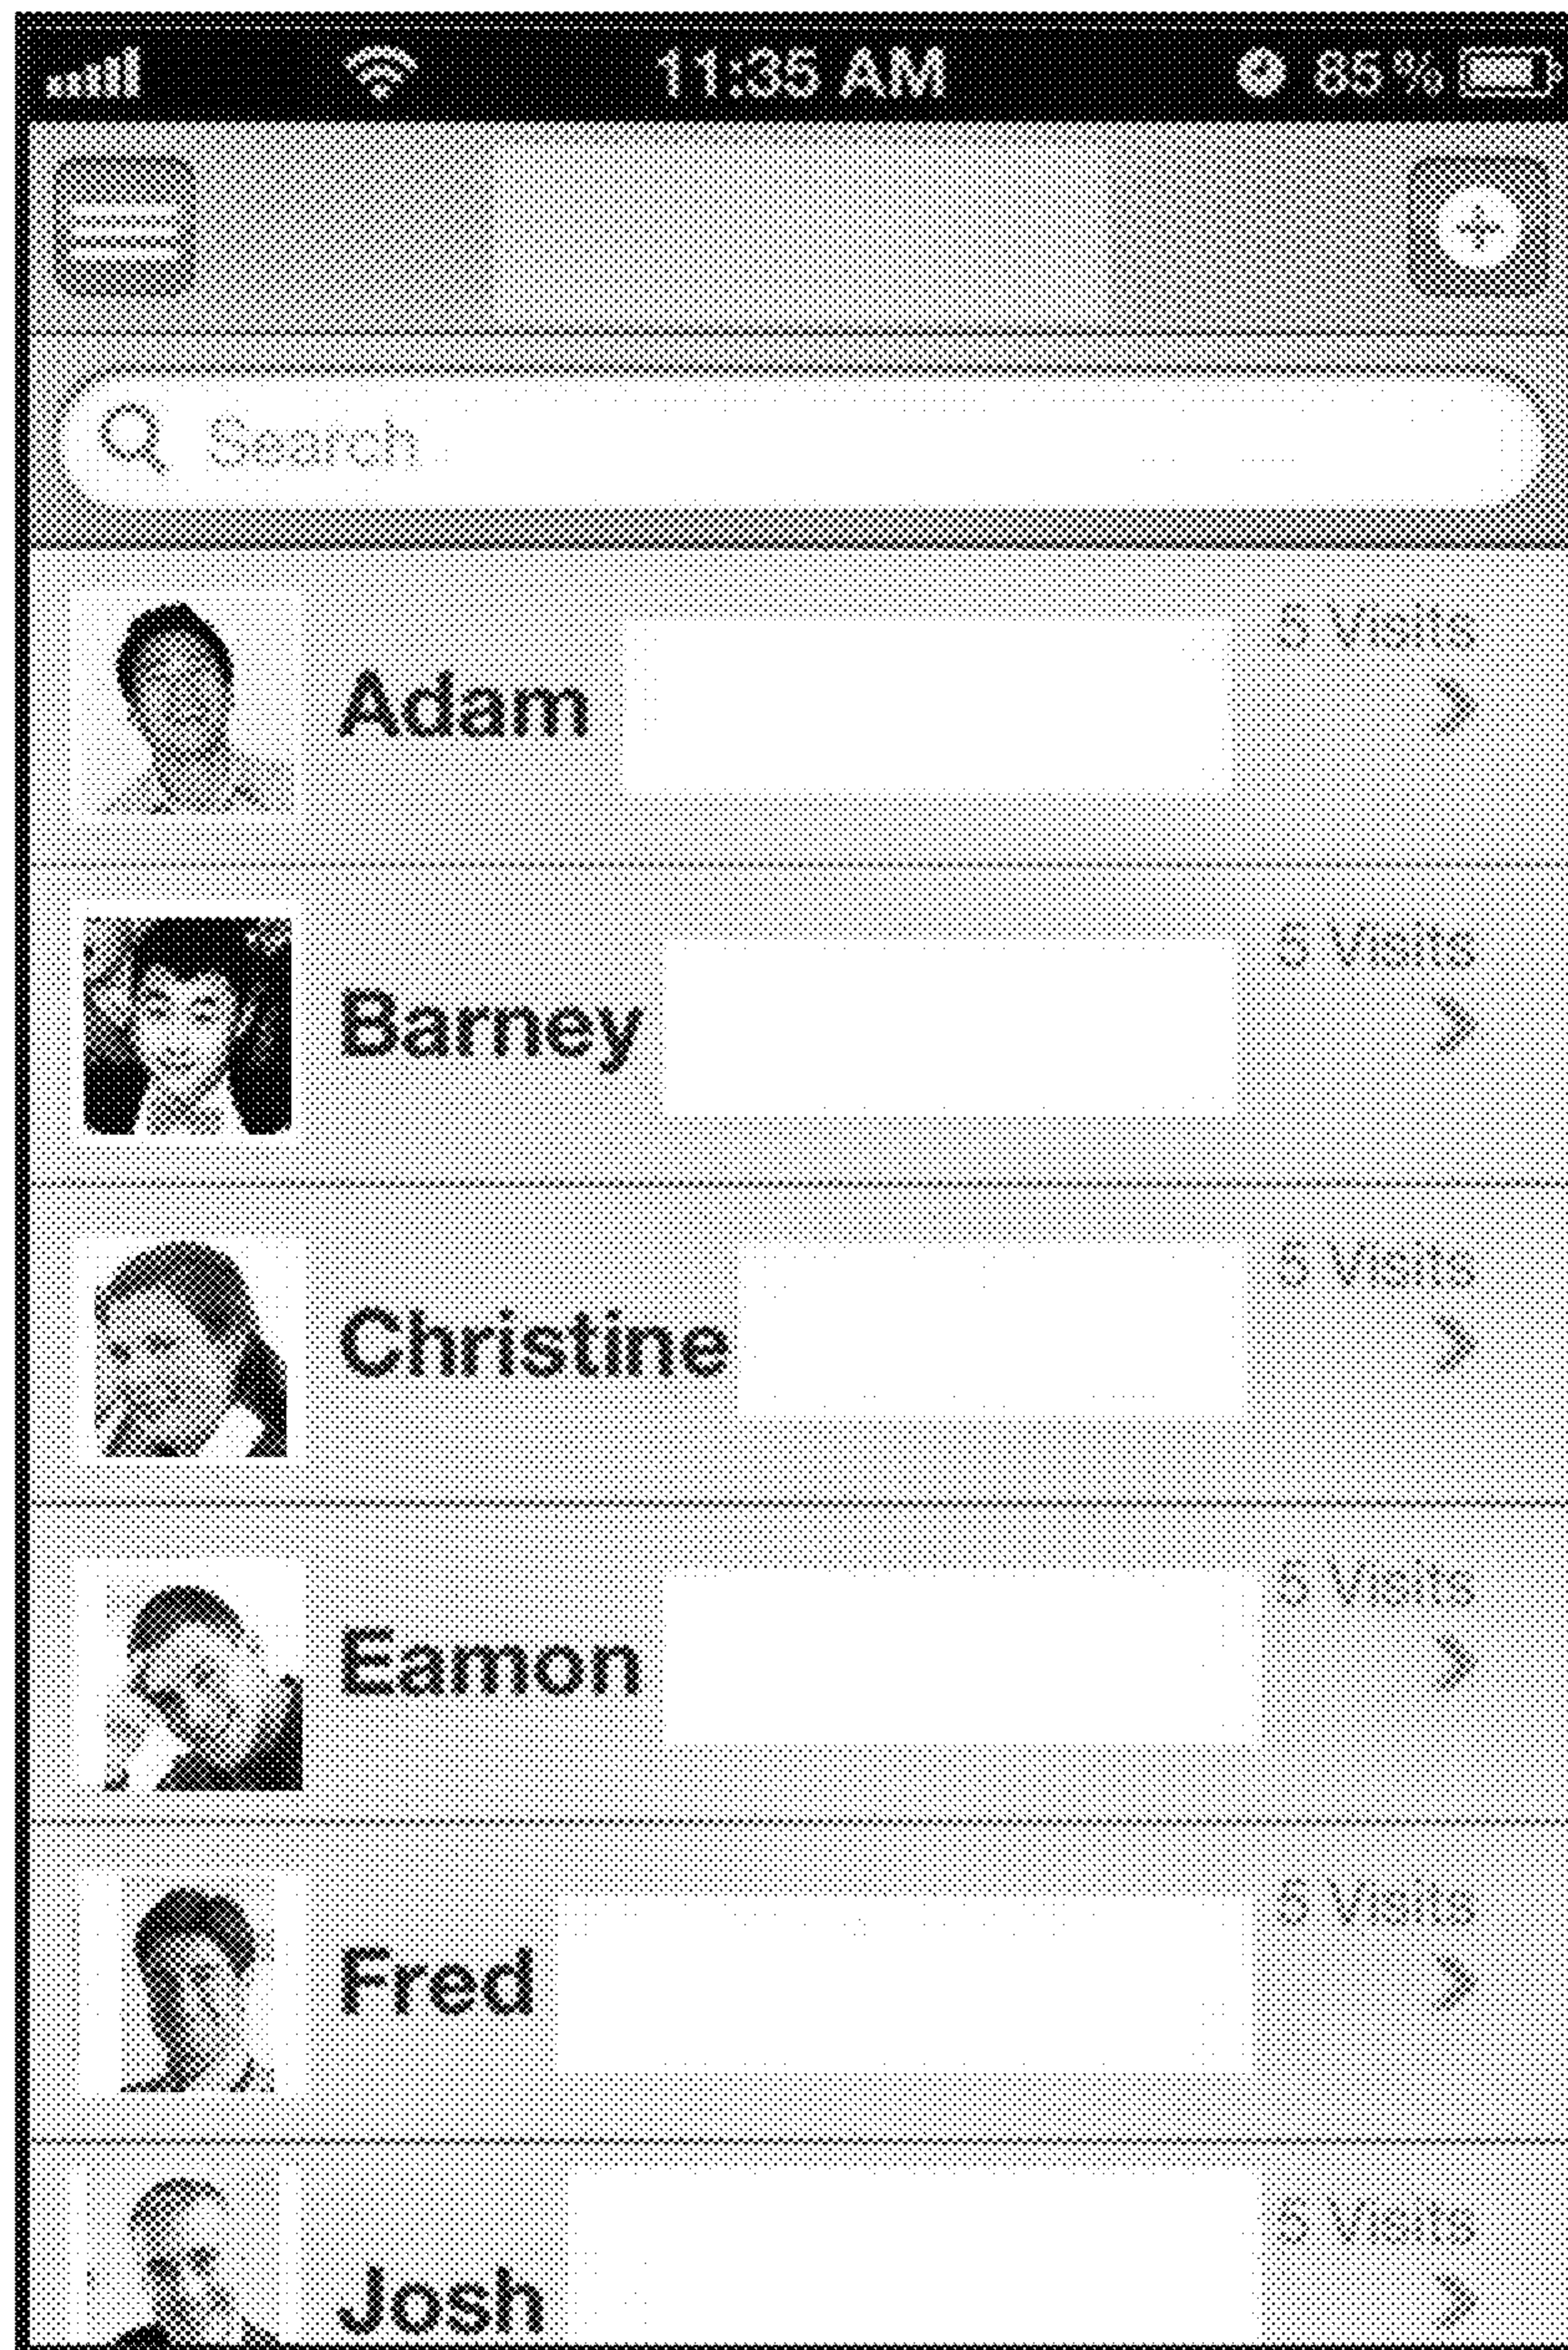 11:35 AM 85%
Search
5 Visits
Adam
5 Visits
Barney
5 Visits
Christine
5 Visits
Eamon
5 Visits
Fred
5 Visits
Josh